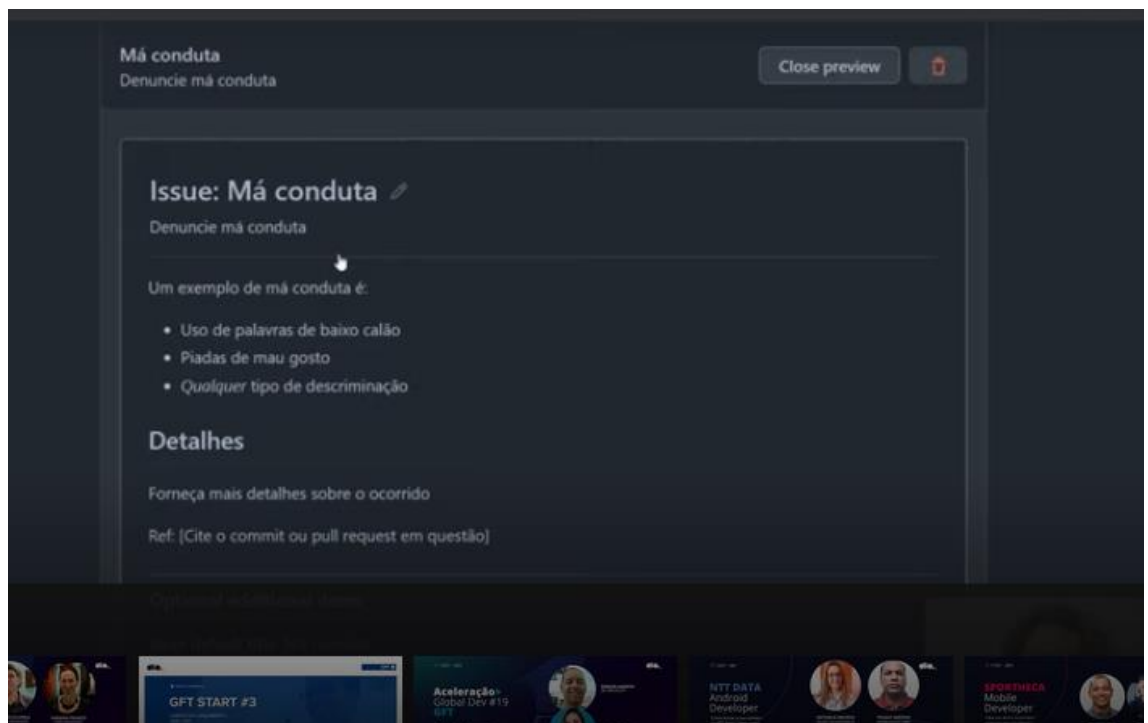 Má conduta
Denuncie má conduta
Close preview
Issue: Má conduta
Denuncie má conduta
Um exemplo de má conduta é:
Uso de palavras de baixo calão
Piadas de mau gosto
Qualquer tipo de descriminação
Detalhes
Forneça mais detalhes sobre o ocorrido
Ref: [Cite o commit ou pull request em questão]
GFT START #3
Aceleração
Global Dev #19
GFT
NTT DATA
Android
Developer
SPORTHECA
Mobile
Developer